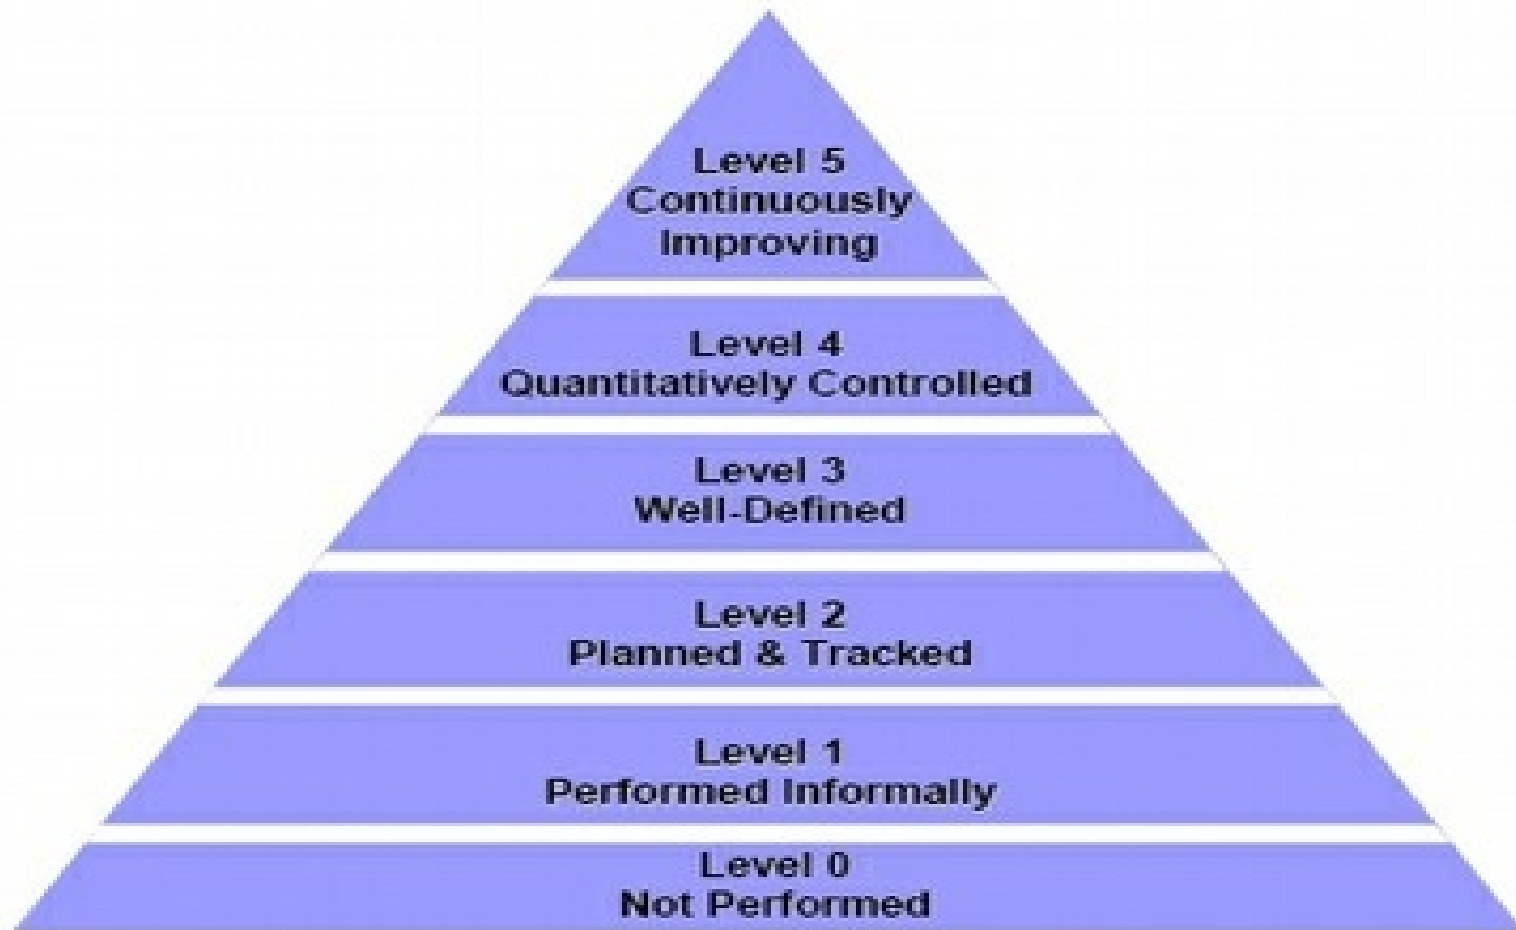 Level 5
Continuously
Improving
Level 4
Quantitatively Controlled
Level 3
Well-Defined
Level 2
Planned & Tracked
Level 1
Performed Informally
Level 0
Not Performed